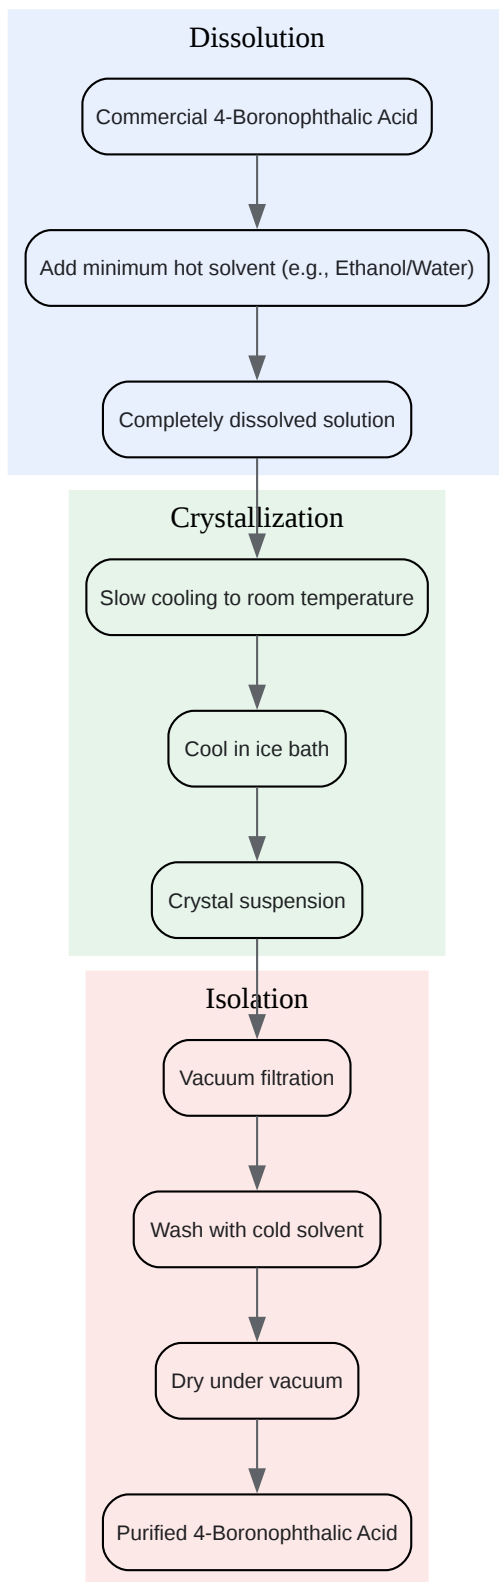 Dissolution
Commercial 4-Boronophthalic Acid
Add minimum hot solvent (e.g., Ethanol/Water)
Completely dissolved solution
Crystallization
Slow cooling to room temperature
Cool in ice bath
Crystal suspension
Isolation
Vacuum filtration
Wash with cold solvent
Dry under vacuum
Purified 4-Boronophthalic Acid